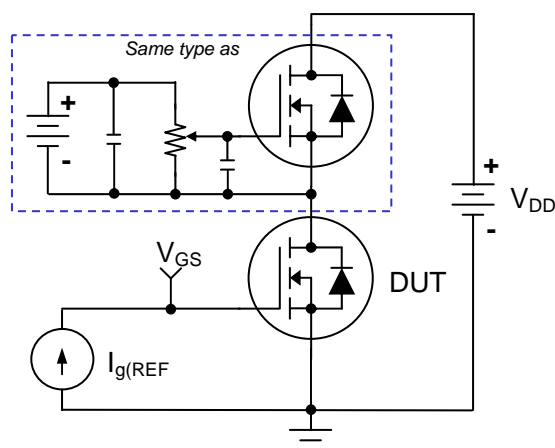 Same type as
+
-
+
V_DD
-
V_GS
DUT
I_g(REF